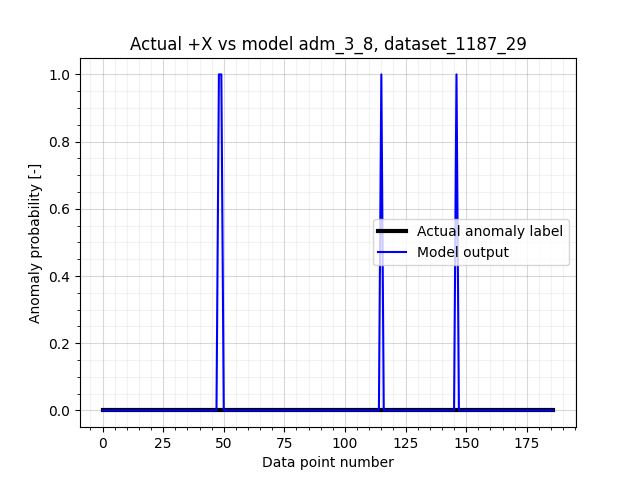 Actual +X vs model adm_3_8, dataset_1187_29
Anomaly probability [-]
1.0
0.8
0.6
0.4
0.2
0.0
Actual anomaly label
Model output
0 25 50 75 100 125 150 175
Data point number